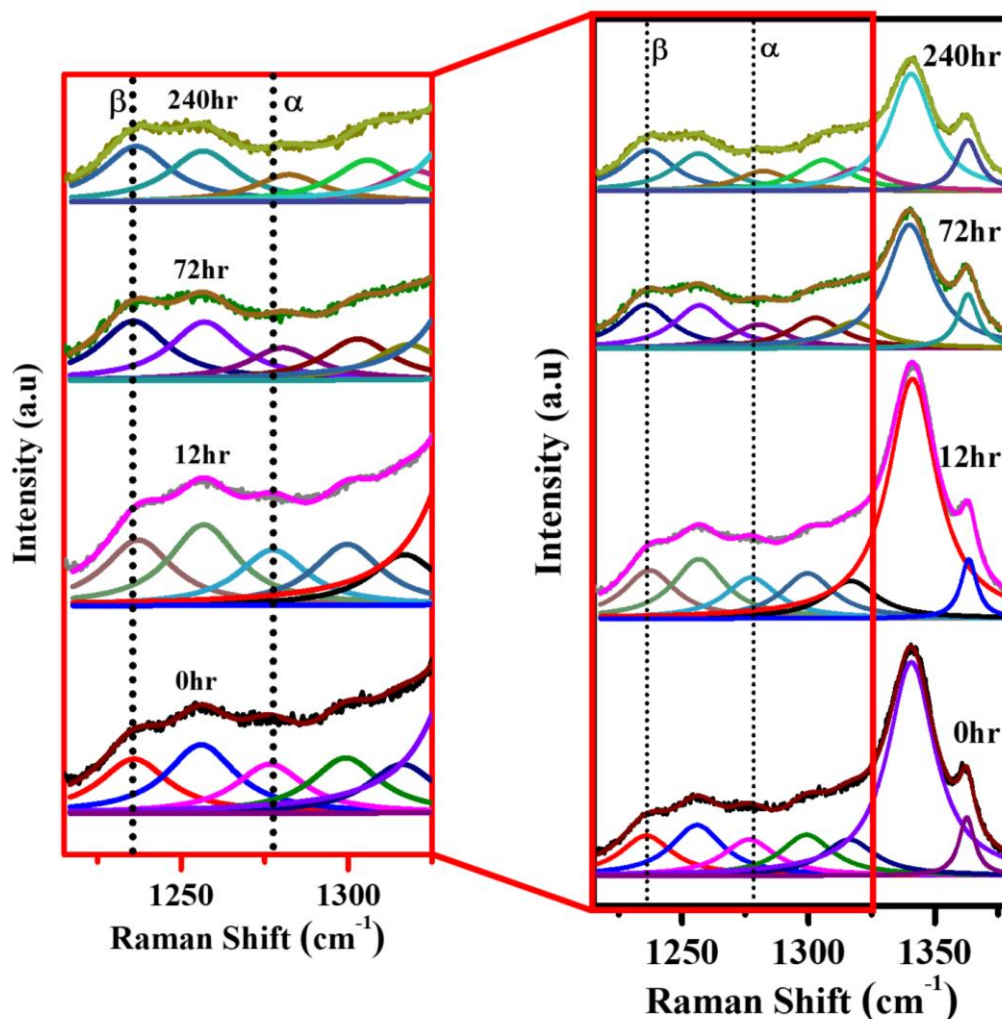 β
240hr
α
72hr
12hr
0hr
Intensity (a.u)
1250
1300
Raman Shift (cm-1)
β
α
240hr
72hr
12hr
0hr
Intensity (a.u)
1250
1300
1350
Raman Shift (cm-1)